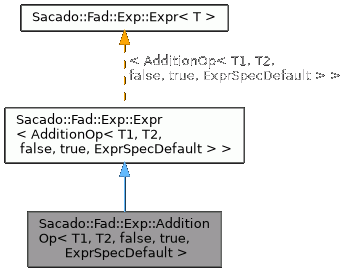 Sacado::Fad::Exp::Expr< T >
< AdditionOp< T1, T2,
false, true, ExprSpecDefault > >
Sacado::Fad::Exp::Expr
< AdditionOp< T1, T2,
false, true, ExprSpecDefault > >
Sacado::Fad::Exp::Addition
Op< T1, T2, false, true,
ExprSpecDefault >